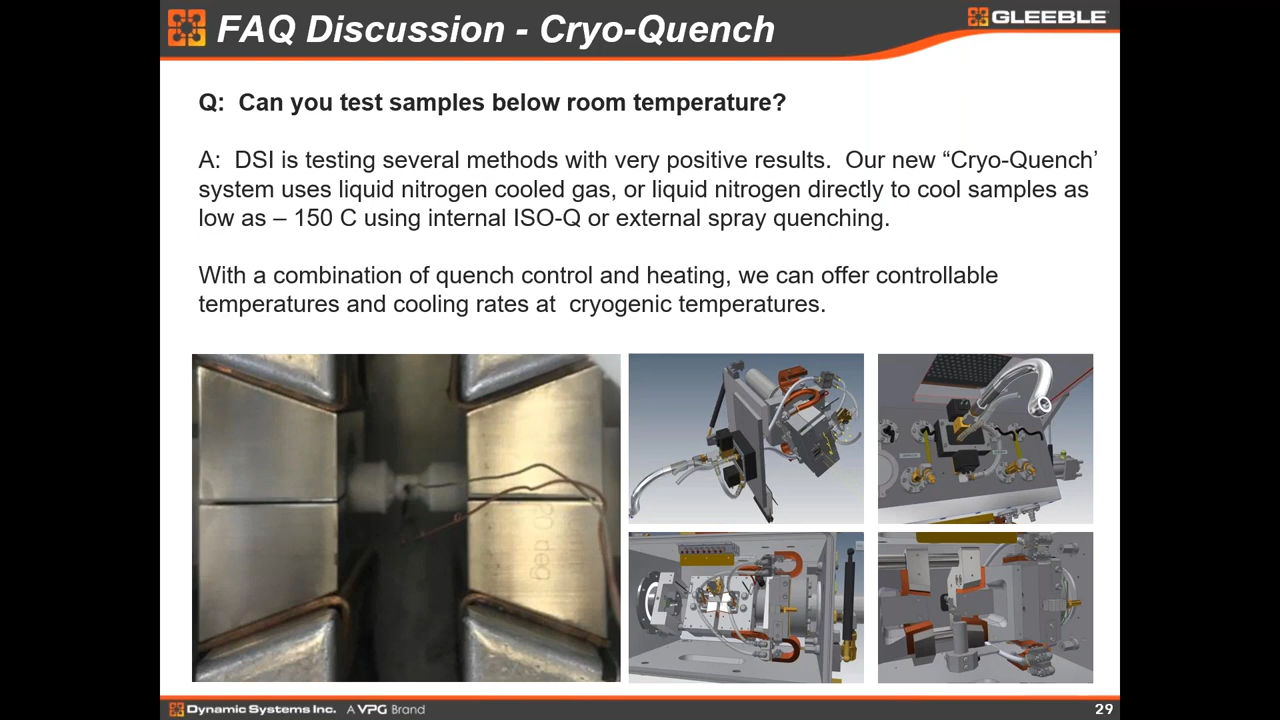 FAQ Discussion - Cryo-Quench
GLEEBLE®
Q: Can you test samples below room temperature?
A: DSI is testing several methods with very positive results. Our new “Cryo-Quench’
system uses liquid nitrogen cooled gas, or liquid nitrogen directly to cool samples as
low as – 150 C using internal ISO-Q or external spray quenching.
With a combination of quench control and heating, we can offer controllable
temperatures and cooling rates at cryogenic temperatures.
20 deg
Dynamic Systems Inc. A VPG Brand
29